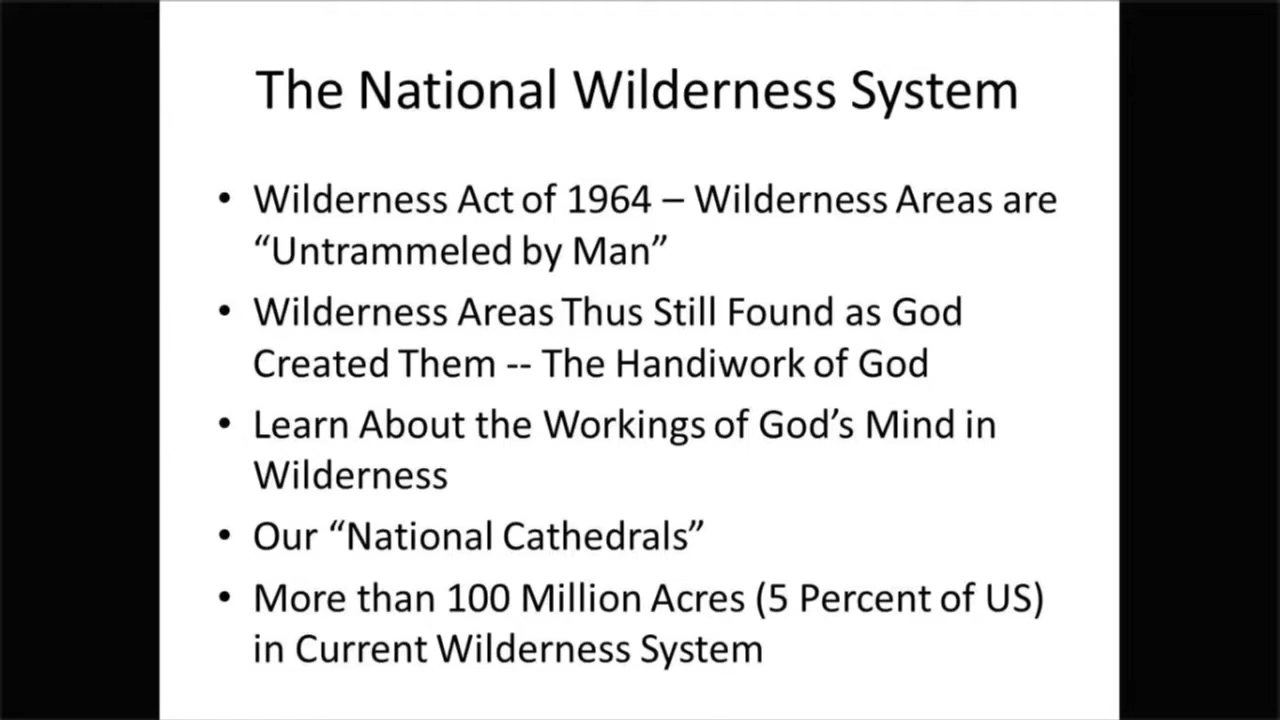 The National Wilderness System
• Wilderness Act of 1964 – Wilderness Areas are
“Untrammeled by Man”
• Wilderness Areas Thus Still Found as God
Created Them -- The Handiwork of God
• Learn About the Workings of God’s Mind in
Wilderness
• Our “National Cathedrals”
• More than 100 Million Acres (5 Percent of US)
in Current Wilderness System